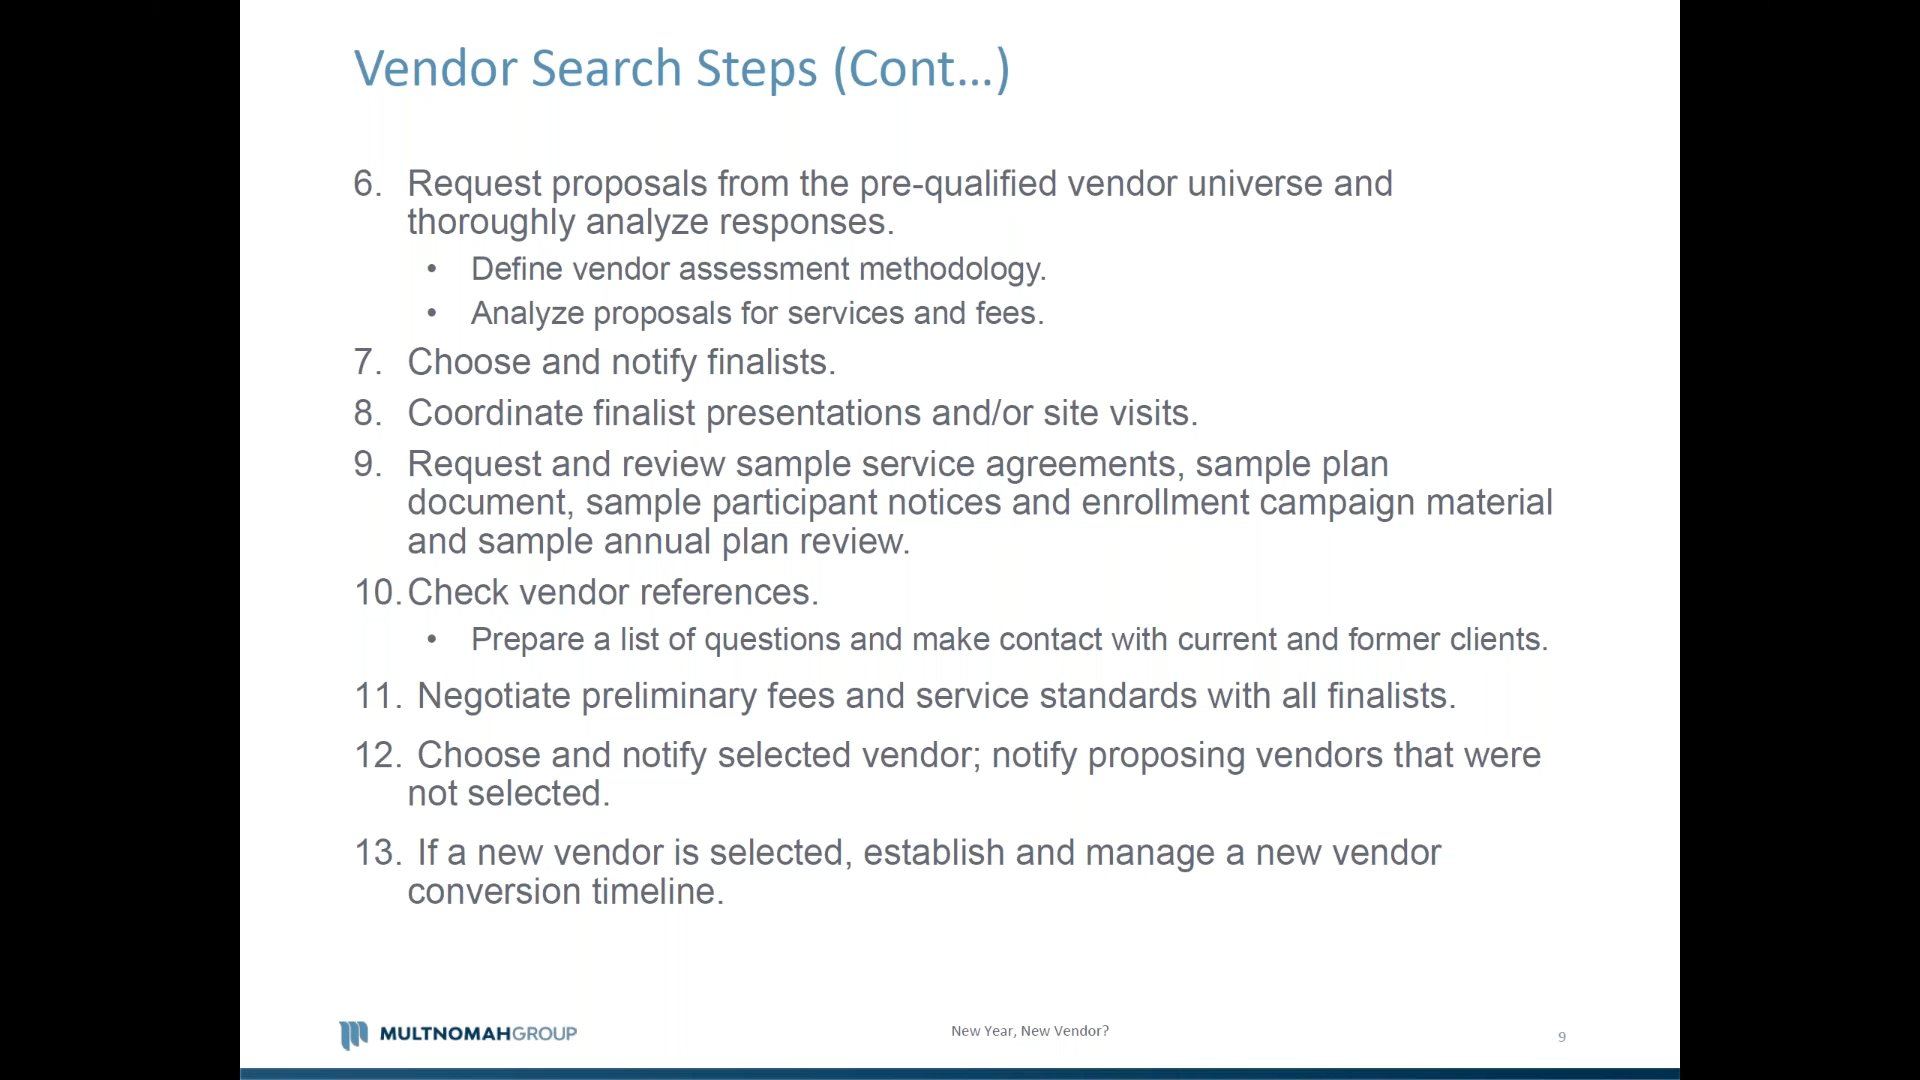 Vendor Search Steps (Cont...)
6. Request proposals from the pre-qualified vendor universe and
thoroughly analyze responses.
• Define vendor assessment methodology.
• Analyze proposals for services and fees.
7. Choose and notify finalists.
8. Coordinate finalist presentations and/or site visits.
9. Request and review sample service agreements, sample plan
document, sample participant notices and enrollment campaign material
and sample annual plan review.
10. Check vendor references.
• Prepare a list of questions and make contact with current and former clients.
11. Negotiate preliminary fees and service standards with all finalists.
12. Choose and notify selected vendor; notify proposing vendors that were
not selected.
13. If a new vendor is selected, establish and manage a new vendor
conversion timeline.
MULTNOMAHGROUP
New Year, New Vendor?
9